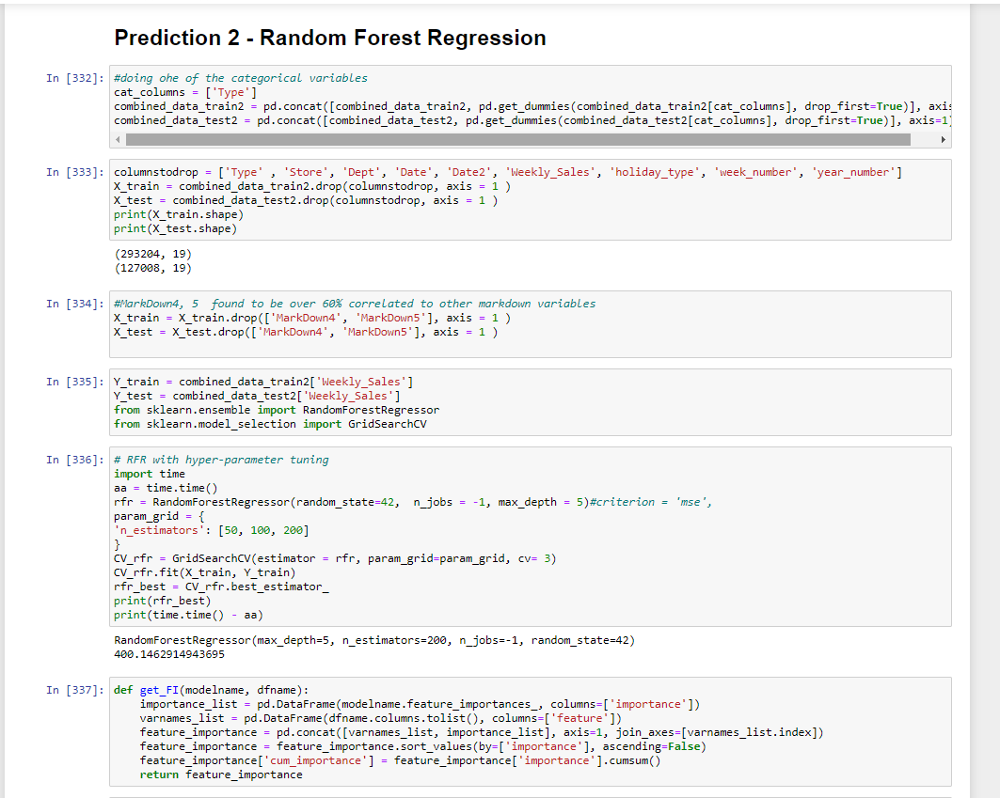 Prediction 2 - Random Forest Regression
In [332]: #doing ohe of the categorical variables
cat_columns = ['Type']
combined_data_train2 = pd.concat([combined_data_train2, pd.get_dummies(combined_data_train2[cat_columns], drop_first=True)], axis
combined_data_test2 = pd.concat([combined_data_test2, pd.get_dummies(combined_data_test2[cat_columns], drop_first=True)], axis=1)
In [333]: columnstodrop = ['Type' , 'Store', 'Dept', 'Date', 'Date2', 'Weekly_Sales', 'holiday_type', 'week_number', 'year_number']
X_train = combined_data_train2.drop(columnstodrop, axis = 1 )
X_test = combined_data_test2.drop(columnstodrop, axis = 1 )
print(X_train.shape)
print(X_test.shape)
(293204, 19)
(127008, 19)
In [334]: #MarkDown4, 5  found to be over 60% correlated to other markdown variables
X_train = X_train.drop(['MarkDown4', 'MarkDown5'], axis = 1 )
X_test = X_test.drop(['MarkDown4', 'MarkDown5'], axis = 1 )
In [335]: Y_train = combined_data_train2['Weekly_Sales']
Y_test = combined_data_test2['Weekly_Sales']
from sklearn.ensemble import RandomForestRegressor
from sklearn.model_selection import GridSearchCV
In [336]: # RFR with hyper-parameter tuning
import time
aa = time.time()
rfr = RandomForestRegressor(random_state=42,  n_jobs = -1, max_depth = 5)#criterion = 'mse',
param_grid = {
'n_estimators': [50, 100, 200]
}
CV_rfr = GridSearchCV(estimator = rfr, param_grid=param_grid, cv= 3)
CV_rfr.fit(X_train, Y_train)
rfr_best = CV_rfr.best_estimator_
print(rfr_best)
print(time.time() - aa)
RandomForestRegressor(max_depth=5, n_estimators=200, n_jobs=-1, random_state=42)
400.1462914943695
In [337]: def get_FI(modelname, dfname):
    importance_list = pd.DataFrame(modelname.feature_importances_, columns=['importance'])
    varnames_list = pd.DataFrame(dfname.columns.tolist(), columns=['feature'])
    feature_importance = pd.concat([varnames_list, importance_list], axis=1, join_axes=[varnames_list.index])
    feature_importance = feature_importance.sort_values(by=['importance'], ascending=False)
    feature_importance['cum_importance'] = feature_importance['importance'].cumsum()
    return feature_importance